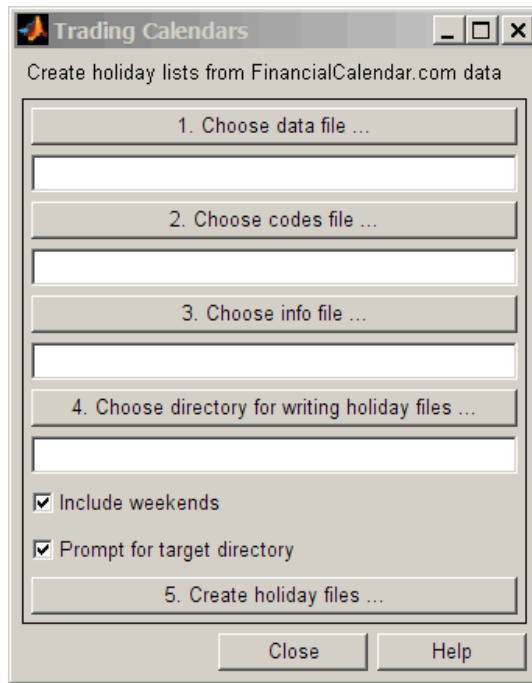 Trading Calendars
Create holiday lists from FinancialCalendar.com data
1. Choose data file ...
2. Choose codes file ...
3. Choose info file ...
4. Choose directory for writing holiday files ...
Include weekends
Prompt for target directory
5. Create holiday files ...
Close Help